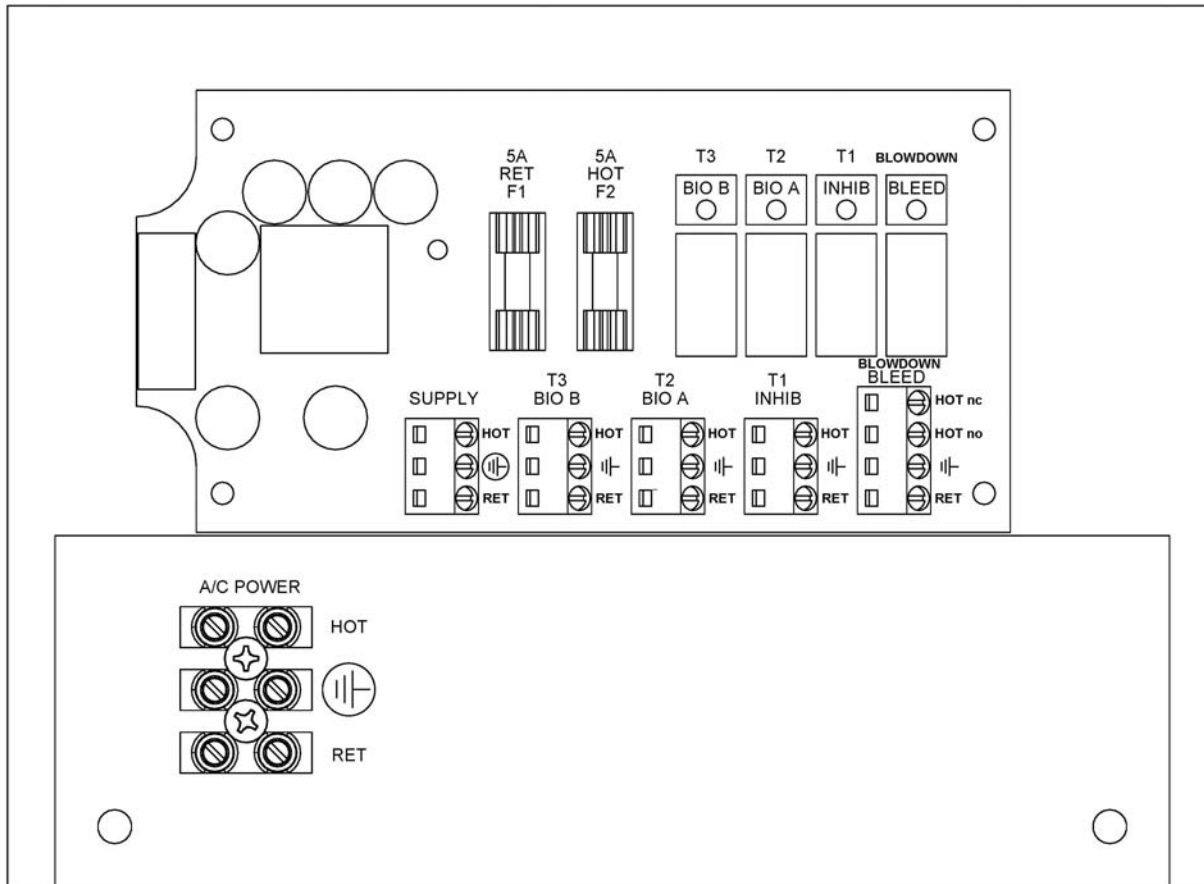 5A
RET
F1
5A
HOT
F2
T3
T2
T1
BLOWDOWN
BIO B
BIO A
INHIB
BLEED
SUPPLY
HOT
RET
T3
BIO B
HOT
RET
T2
BIO A
HOT
RET
T1
INHIB
HOT
RET
BLOWDOWN
BLEED
HOT nc
HOT no
RET
A/C POWER
HOT
RET